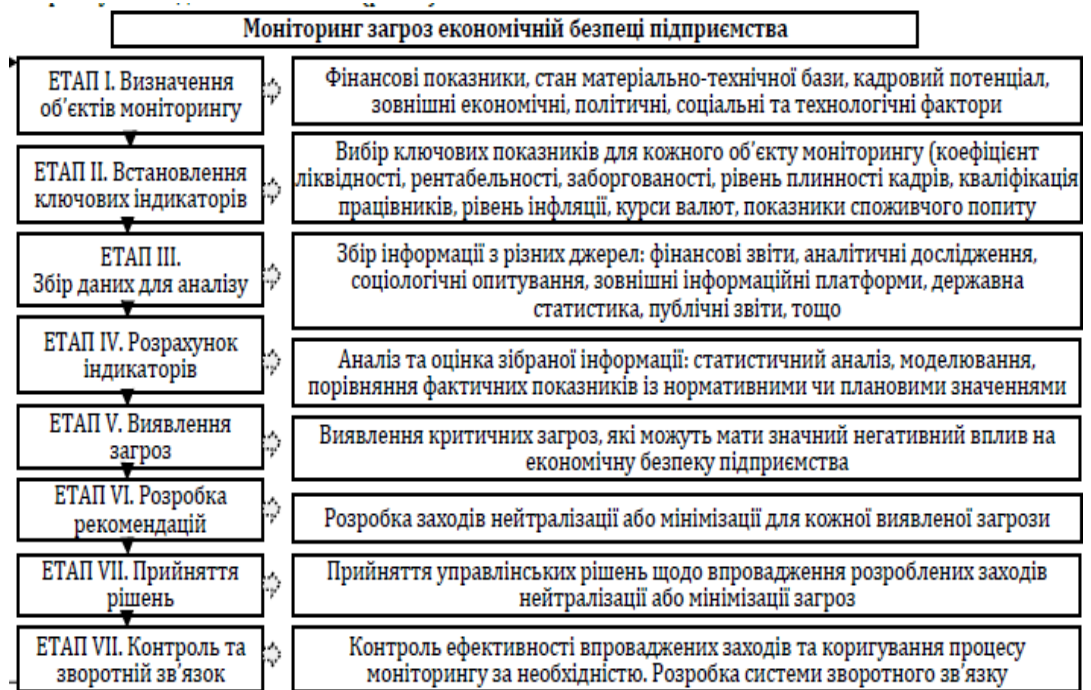 Моніторинг загроз економічній безпеці підприємства
ЕТАП І. Визначення
об’єктів моніторингу
Фінансові показники, стан матеріально-технічної бази, кадровий потенціал,
зовнішні економічні, політичні, соціальні та технологічні фактори
ЕТАП ІІ. Встановлення
ключових індикаторів
Вибір ключових показників для кожного об’єкту моніторингу (коефіцієнт
ліквідності, рентабельності, заборгованості, рівень плинності кадрів, кваліфікація
працівників, рівень інфляції, курси валют, показники споживчого попиту
ЕТАП ІІІ.
Збір даних для аналізу
Збір інформації з різних джерел: фінансові звіти, аналітичні дослідження,
соціологічні опитування, зовнішні інформаційні платформи, державна
статистика, публічні звіти, тощо
ЕТАП IV. Розрахунок
індикаторів
Аналіз та оцінка зібраної інформації: статистичний аналіз, моделювання,
порівняння фактичних показників із нормативними чи плановими значеннями
ЕТАП V. Виявлення
загроз
Виявлення критичних загроз, які можуть мати значний негативний вплив на
економічну безпеку підприємства
ЕТАП VI. Розробка
рекомендацій
Розробка заходів нейтралізації або мінімізації для кожної виявленої загрози
ЕТАП VII. Прийняття
рішень
Прийняття управлінських рішень щодо впровадження розроблених заходів
нейтралізації або мінімізації загроз
ЕТАП VII. Контроль та
зворотній зв’язок
Контроль ефективності впроваджених заходів та коригування процесу
моніторингу за необхідністю. Розробка системи зворотного зв’язку